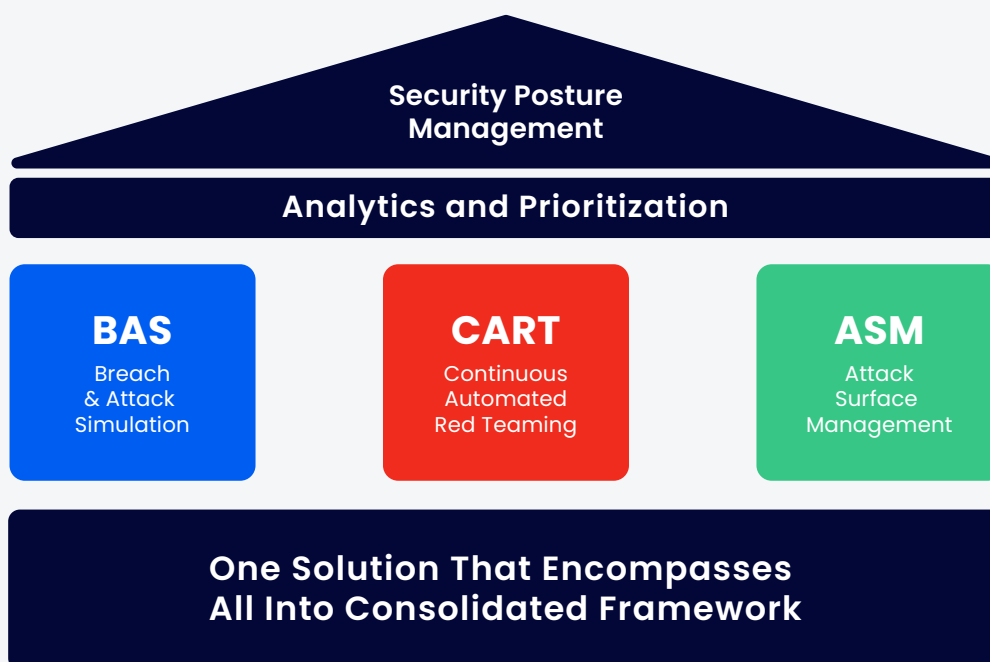 Security Posture
Management
Analytics and Prioritization
BAS
Breach
& Attack
Simulation
CART
Continuous
Automated
Red Teaming
ASM
Attack
Surface
Management
One Solution That Encompasses
All Into Consolidated Framework